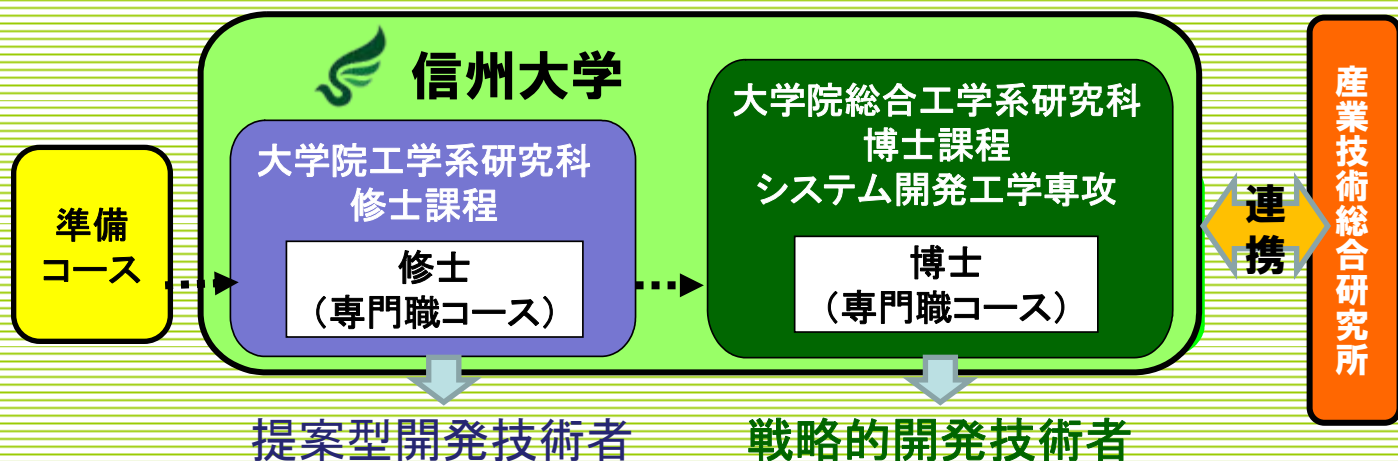 信州大学
準備
コース
大学院工学系研究科
修士課程
修士
（専門職コース）
大学院総合工学系研究科
博士課程
システム開発工学専攻
博士
（専門職コース）
連
携
産業技術総合研究所
提案型開発技術者
戦略的開発技術者